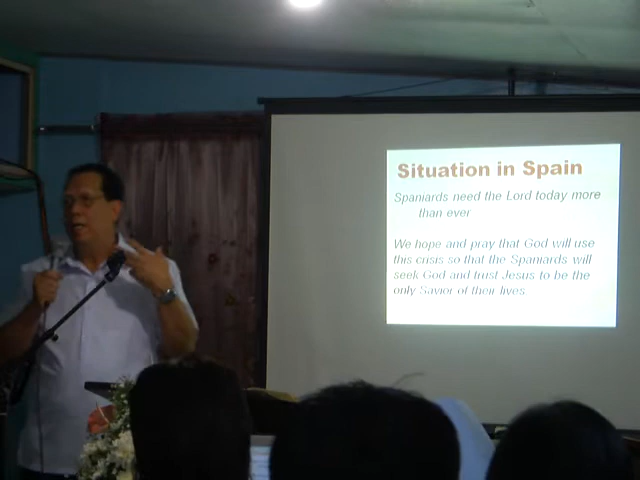 Situation in Spain
Spaniards need the Lord today more
than ever
We hope and pray that God will use
this crisis so that the Spaniards will
seek God and trust Jesus to be the
only Savior of their lives.